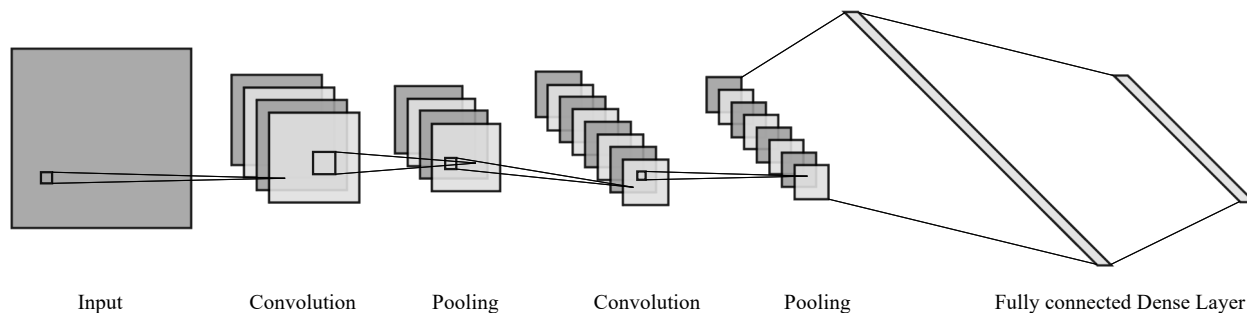 Input
Convolution
Pooling
Convolution
Pooling
Fully connected Dense Layer